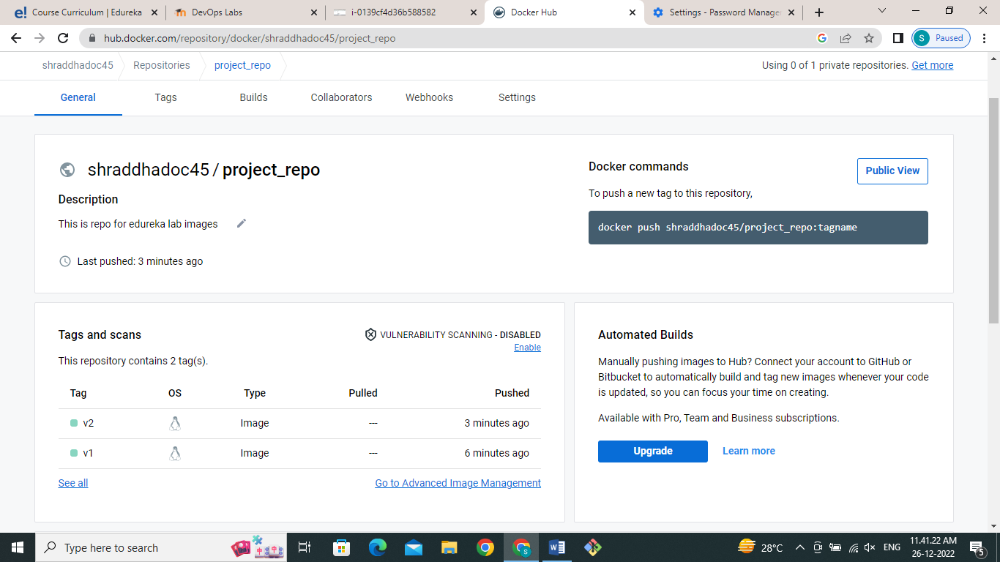 Course Curriculum | Edureka
DevOps Labs
i-0139cf4d36b588582
Docker Hub
Settings - Password Manage
hub.docker.com/repository/docker/shraddhadoc45/project_repo
S Paused
shraddhadoc45 Repositories project_repo
Using 0 of 1 private repositories. Get more
General Tags Builds Collaborators Webhooks Settings
shraddhadoc45 / project_repo
Description
This is repo for edureka lab images
Last pushed: 3 minutes ago
Docker commands
Public View
To push a new tag to this repository,
docker push shraddhadoc45/project_repo:tagname
Tags and scans
VULNERABILITY SCANNING - DISABLED
Enable
This repository contains 2 tag(s).
Tag OS Type Pulled Pushed
v2 Image --- 3 minutes ago
v1 Image --- 6 minutes ago
See all
Go to Advanced Image Management
Automated Builds
Manually pushing images to Hub? Connect your account to GitHub or
Bitbucket to automatically build and tag new images whenever your code
is updated, so you can focus your time on creating.
Available with Pro, Team and Business subscriptions.
Upgrade Learn more
Type here to search
28°C
ENG
11.41.22 AM
26-12-2022
5